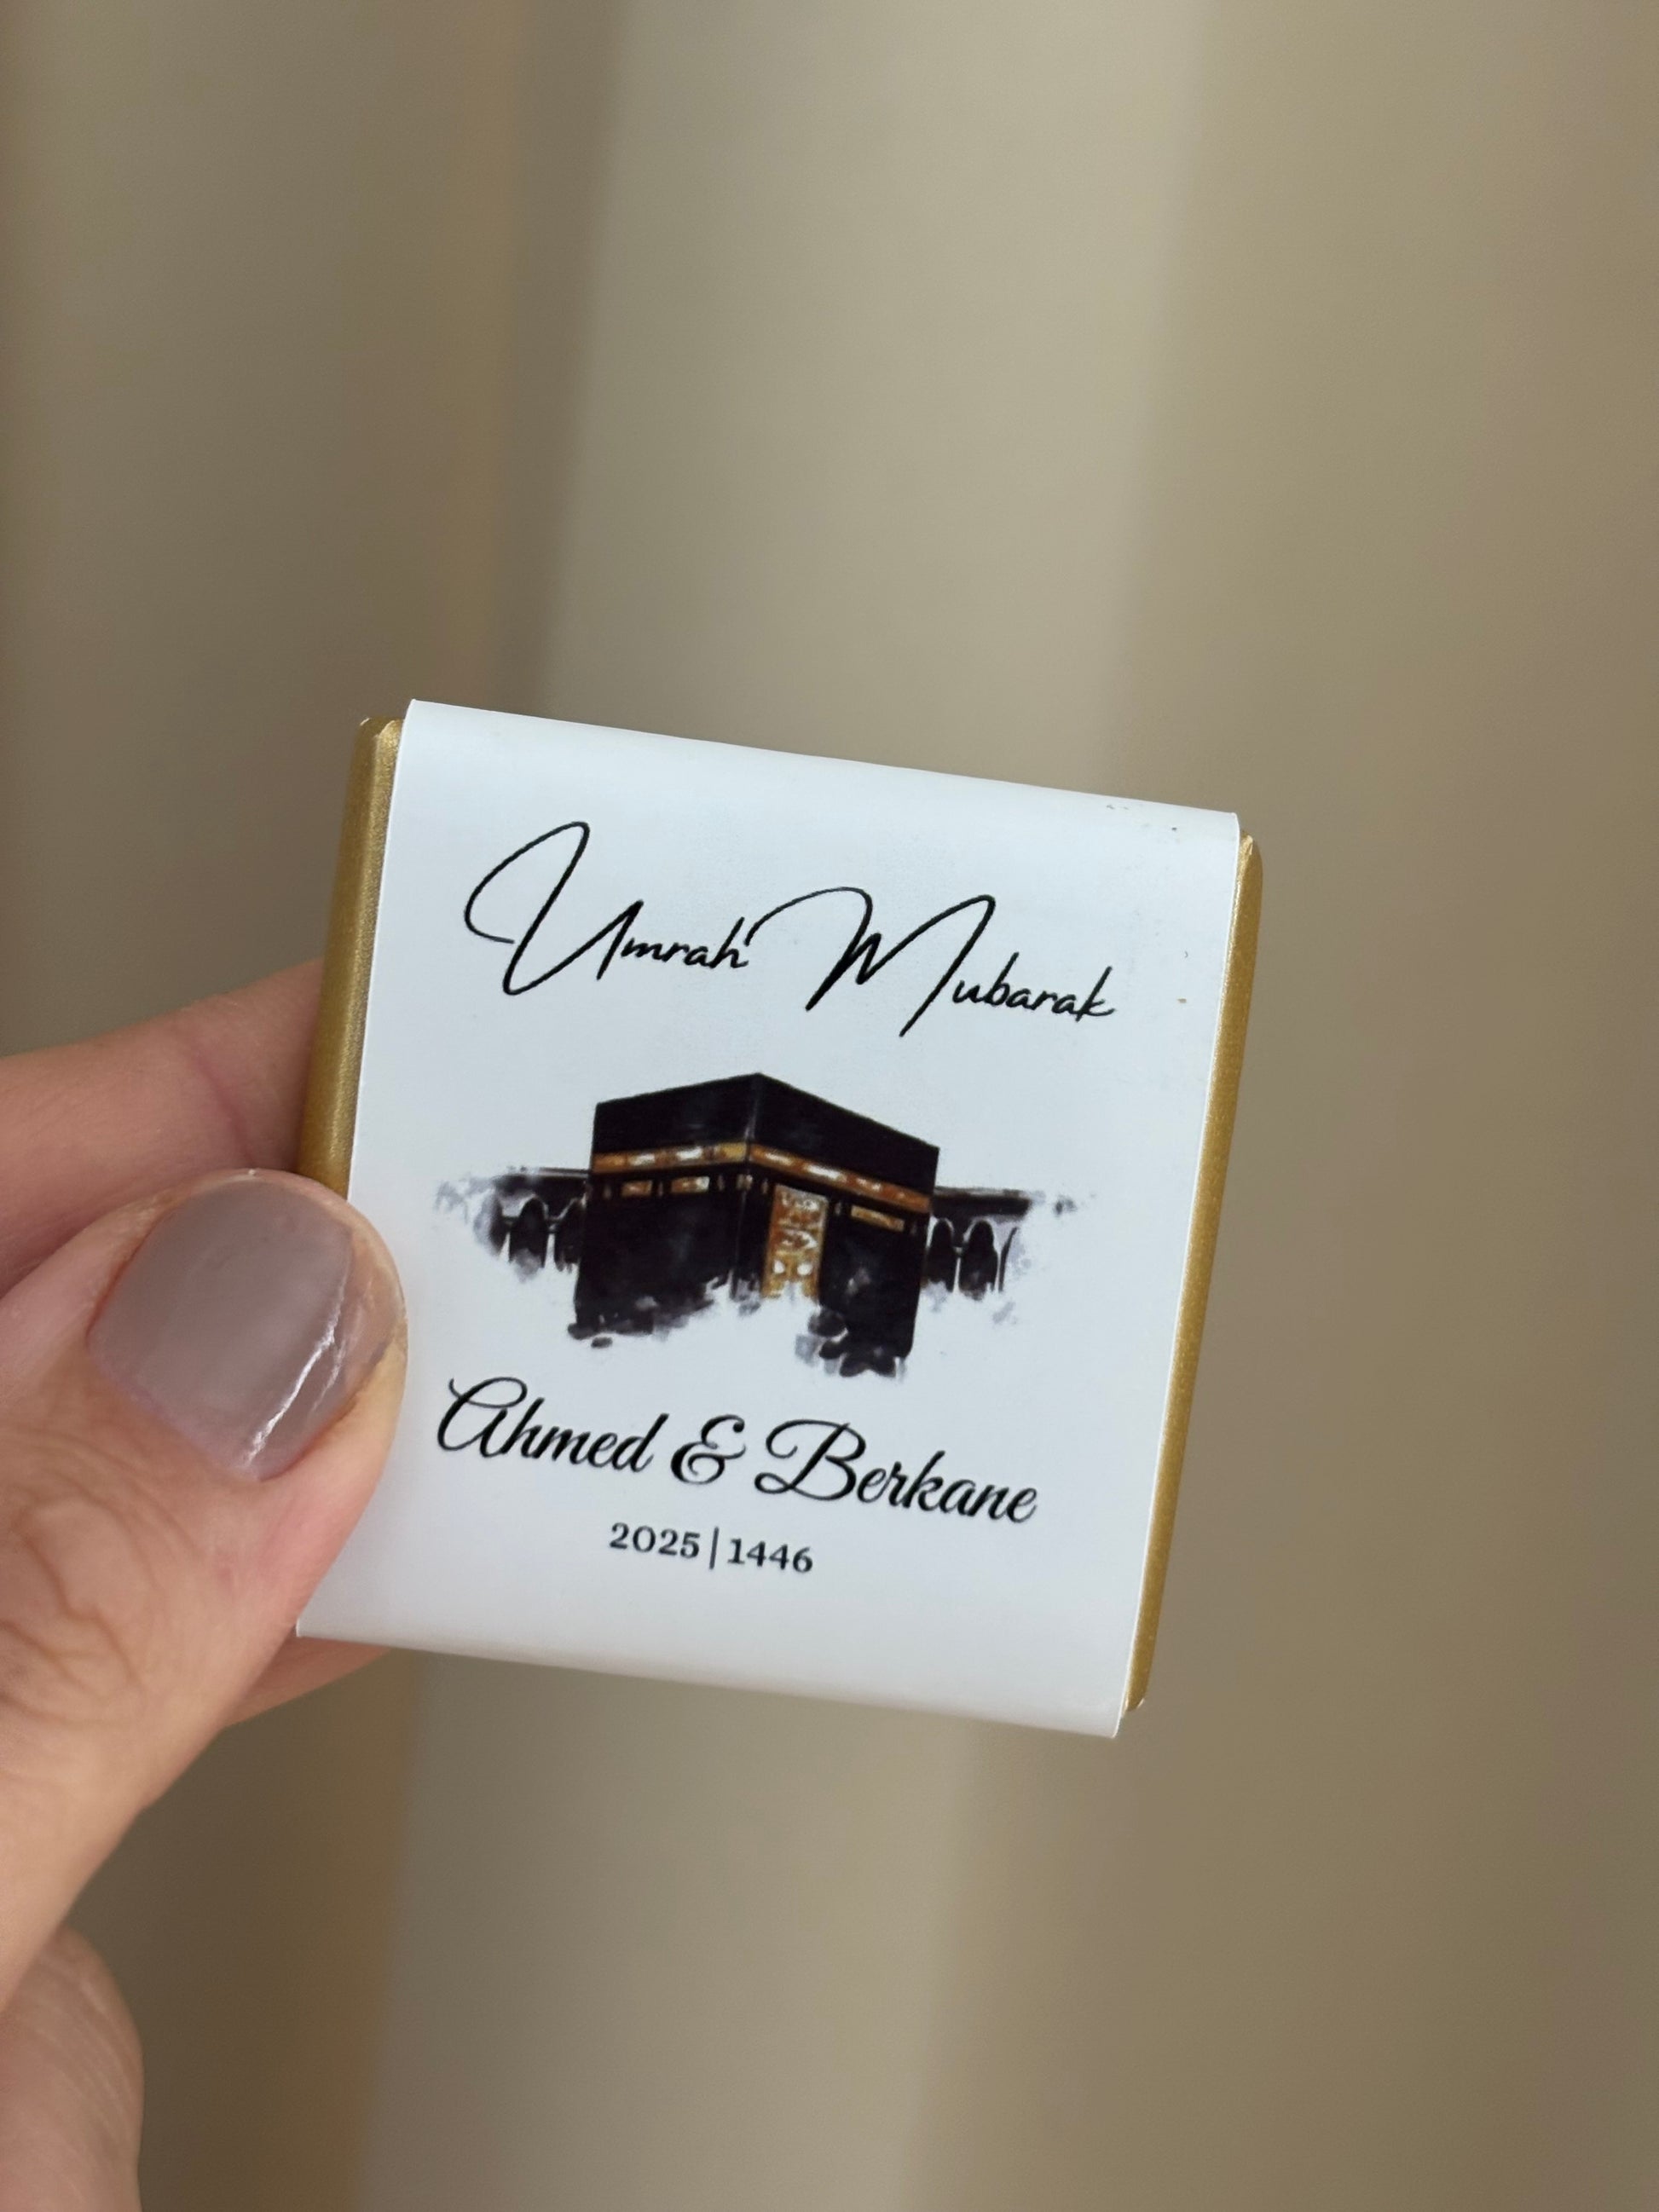 Umrah Mubarak
Ahmed & Berkane
2025 | 1446